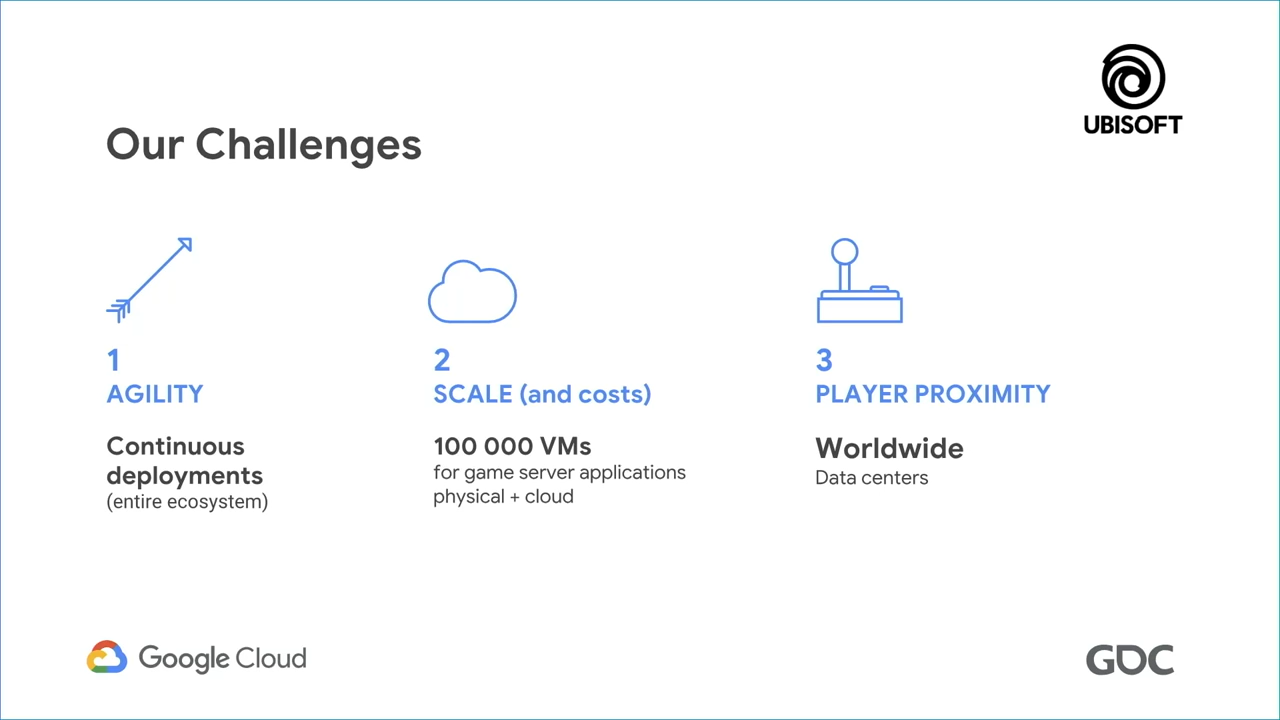 UBISOFT
Our Challenges
1
AGILITY
Continuous
deployments
(entire ecosystem)
2
SCALE (and costs)
100 000 VMs
for game server applications
physical + cloud
3
PLAYER PROXIMITY
Worldwide
Data centers
Google Cloud
GDC